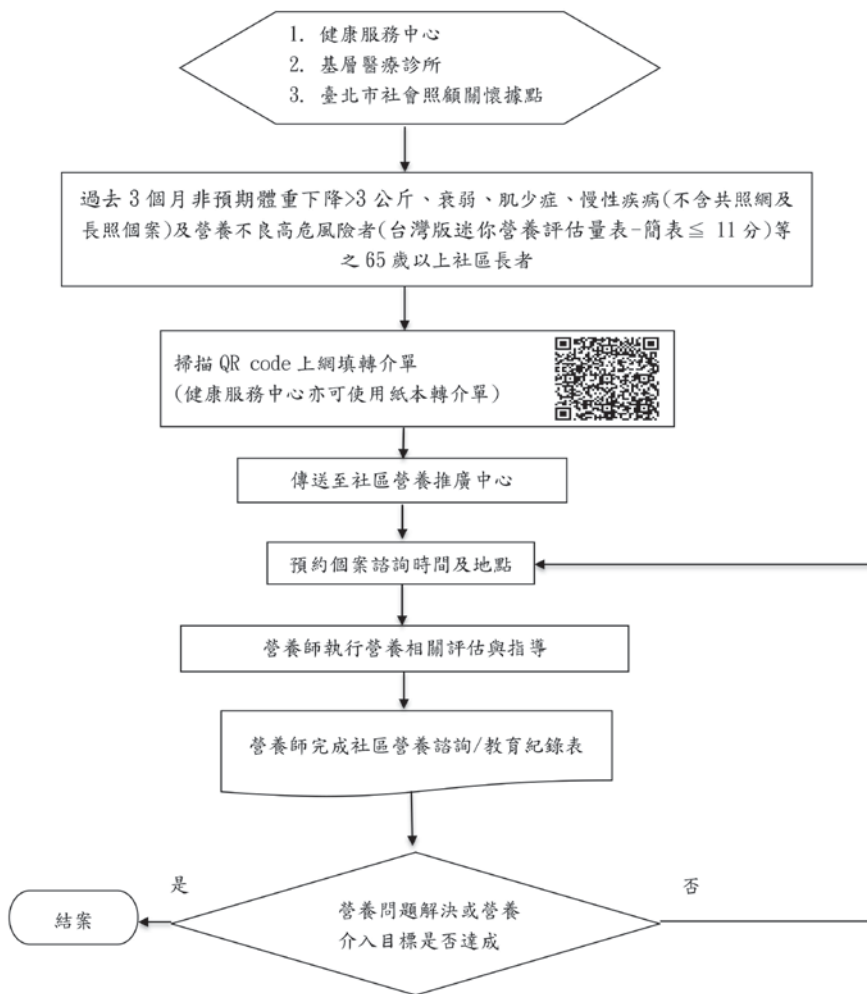 1. 健康服務中心
2. 基層醫療診所
3. 臺北市社會照顧關懷據點
過去 3 個月非預期體重下降>3 公斤、衰弱、肌少症、慢性疾病(不含共照網及
長照個案)及營養不良高危風險者(台灣版迷你營養評估量表-簡表≦ 11 分)等
之 65 歲以上社區長者
掃描 QR code 上網填轉介單
(健康服務中心亦可使用紙本轉介單)
傳送至社區營養推廣中心
預約個案諮詢時間及地點
營養師執行營養相關評估與指導
營養師完成社區營養諮詢/教育紀錄表
是
否
結案
營養問題解決或營養
介入目標是否達成